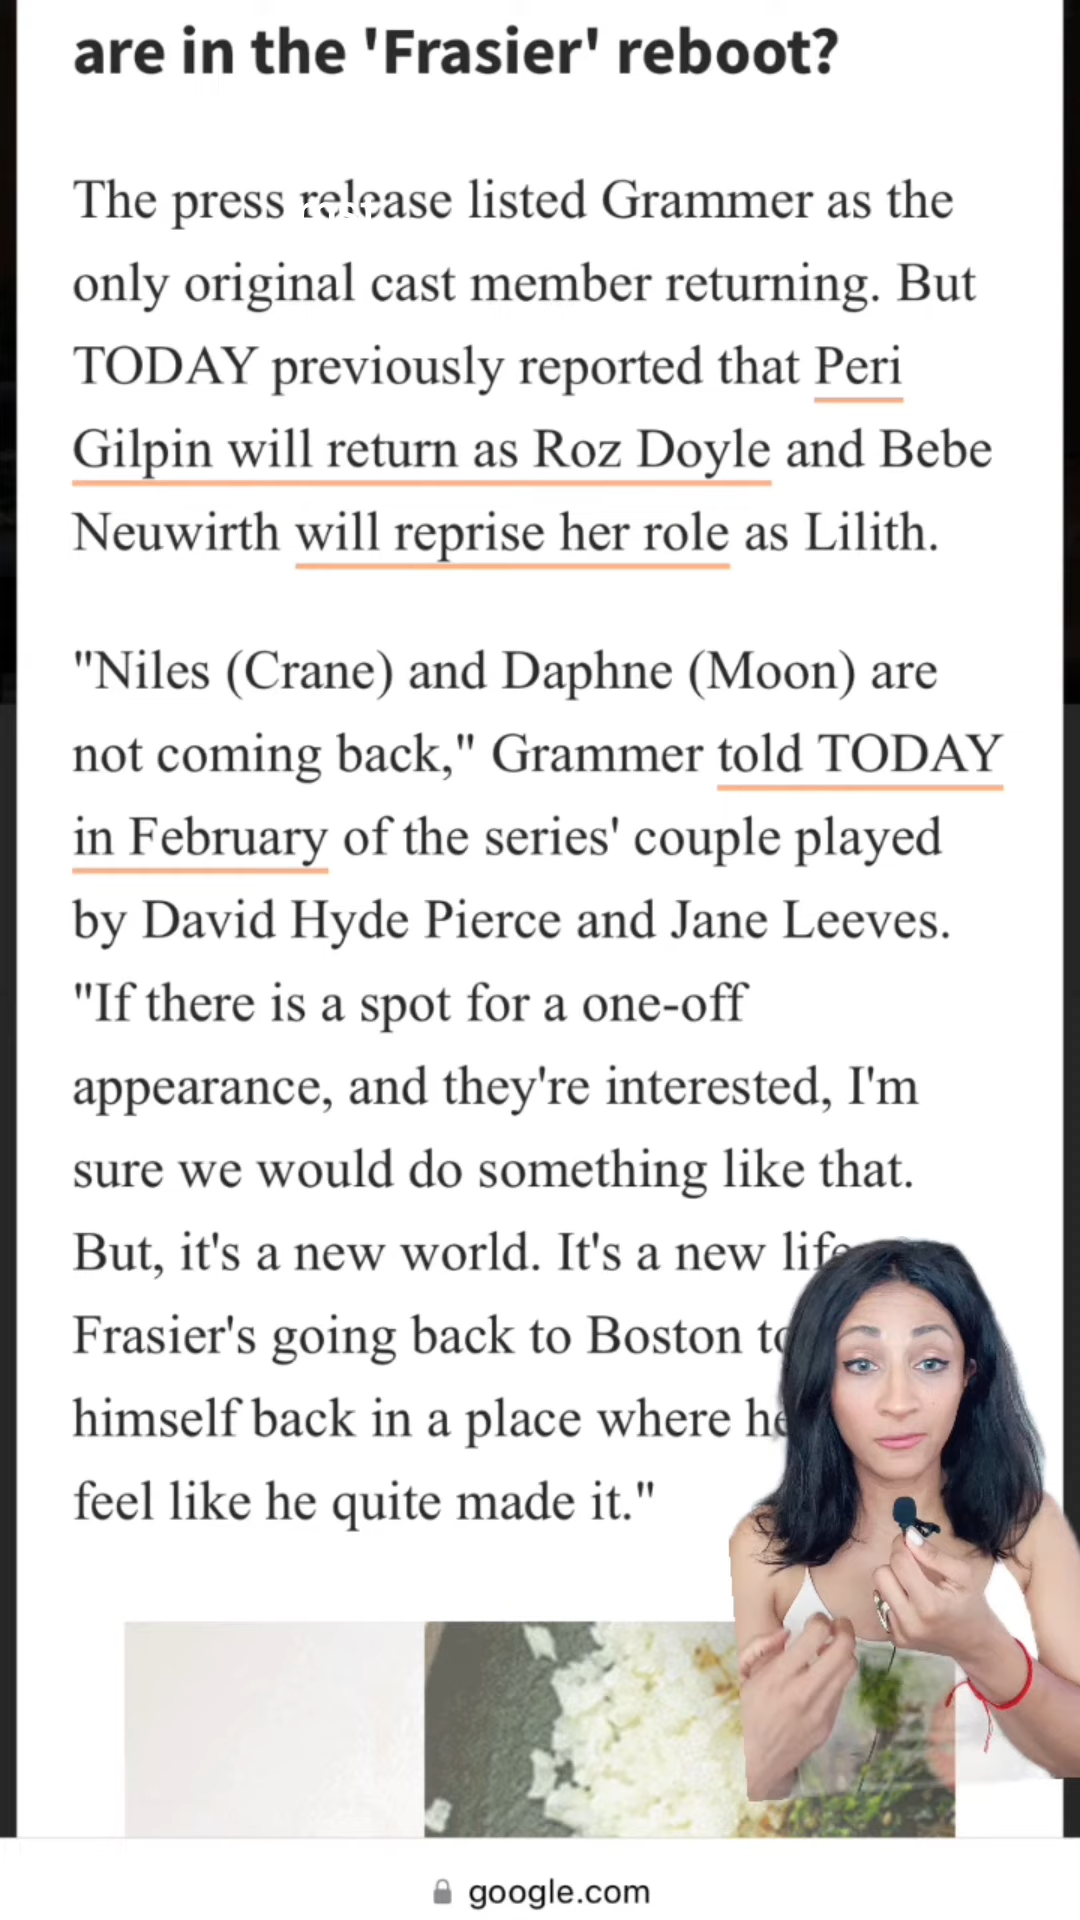 are in the 'Frasier' reboot?
The press release listed Grammer as the
only original cast member returning. But
TODAY previously reported that Peri
Gilpin will return as Roz Doyle and Bebe
Neuwirth will reprise her role as Lilith.
"Niles (Crane) and Daphne (Moon) are
not coming back," Grammer told TODAY
in February of the series' couple played
by David Hyde Pierce and Jane Leeves.
"If there is a spot for a one-off
appearance, and they're interested, I'm
sure we would do something like that.
But, it's a new world. It's a new life
Frasier's going back to Boston
himself back in a place where
feel like he quite made it."
google.com